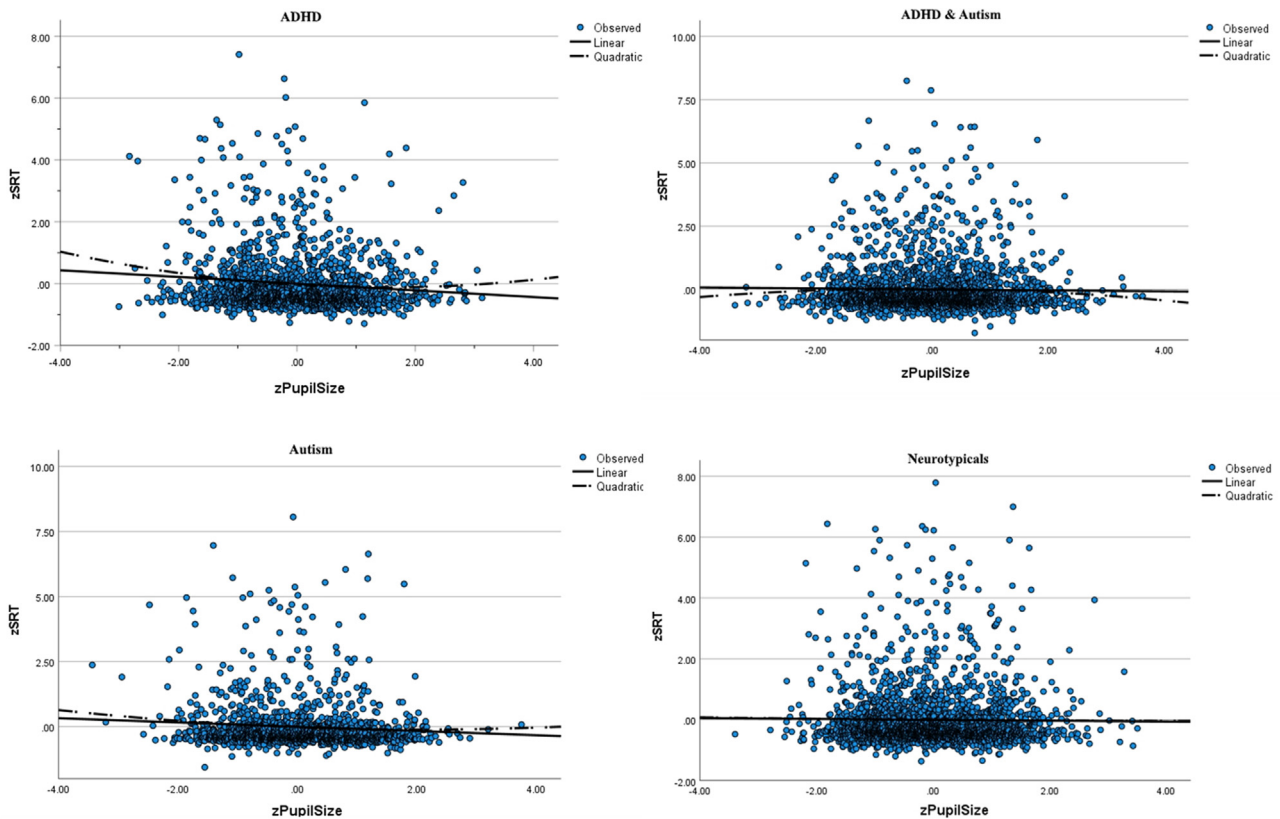 ADHD
Observed
Linear
Quadratic
8.00
6.00
4.00
2.00
.00
-2.00
zSRT
-4.00 -2.00 .00 2.00 4.00
zPupilSize
ADHD & Autism
Observed
Linear
Quadratic
10.00
7.50
5.00
2.50
.00
zSRT
-4.00 -2.00 .00 2.00 4.00
zPupilSize
Autism
Observed
Linear
Quadratic
10.00
7.50
5.00
2.50
.00
zSRT
-4.00 -2.00 .00 2.00 4.00
zPupilSize
Neurotypicals
Observed
Linear
Quadratic
8.00
6.00
4.00
2.00
.00
-2.00
zSRT
-4.00 -2.00 .00 2.00 4.00
zPupilSize